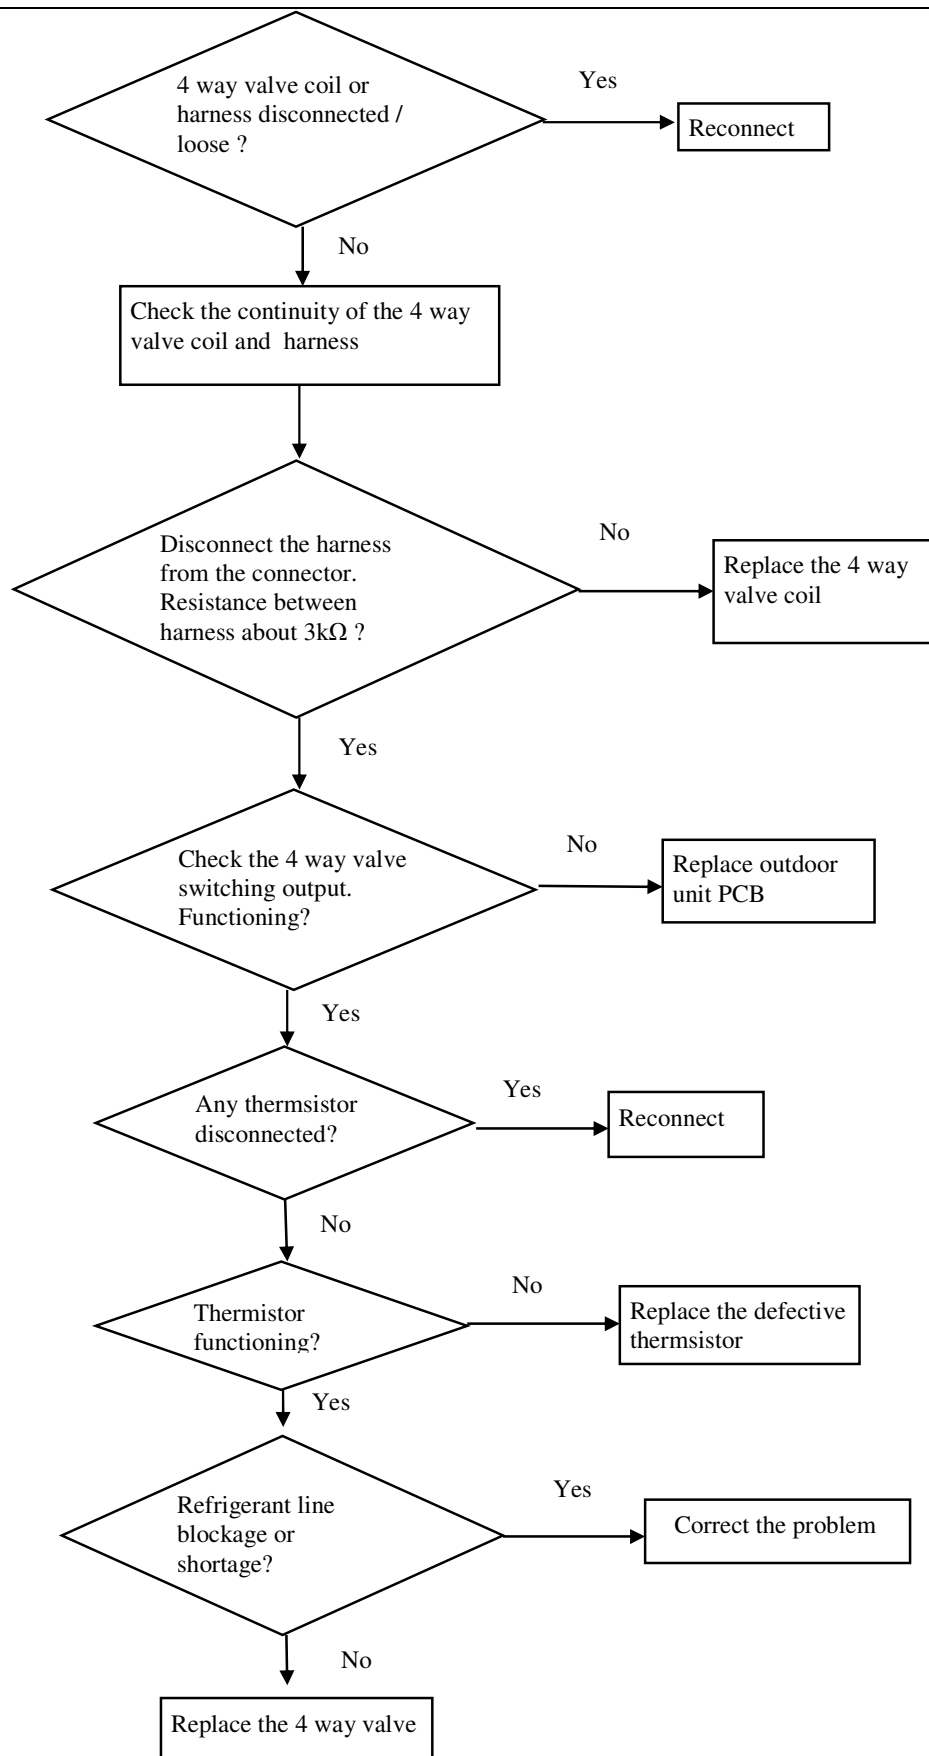 4 way valve coil or
harness disconnected /
loose ?
Yes
Reconnect
No
Check the continuity of the 4 way
valve coil and harness
Disconnect the harness
from the connector.
Resistance between
harness about 3kΩ ?
No
Replace the 4 way
valve coil
Yes
Check the 4 way valve
switching output.
Functioning?
No
Replace outdoor
unit PCB
Yes
Any thermsistor
disconnected?
Yes
Reconnect
No
Thermistor
functioning?
No
Replace the defective
thermsistor
Yes
Refrigerant line
blockage or
shortage?
Yes
Correct the problem
No
Replace the 4 way valve